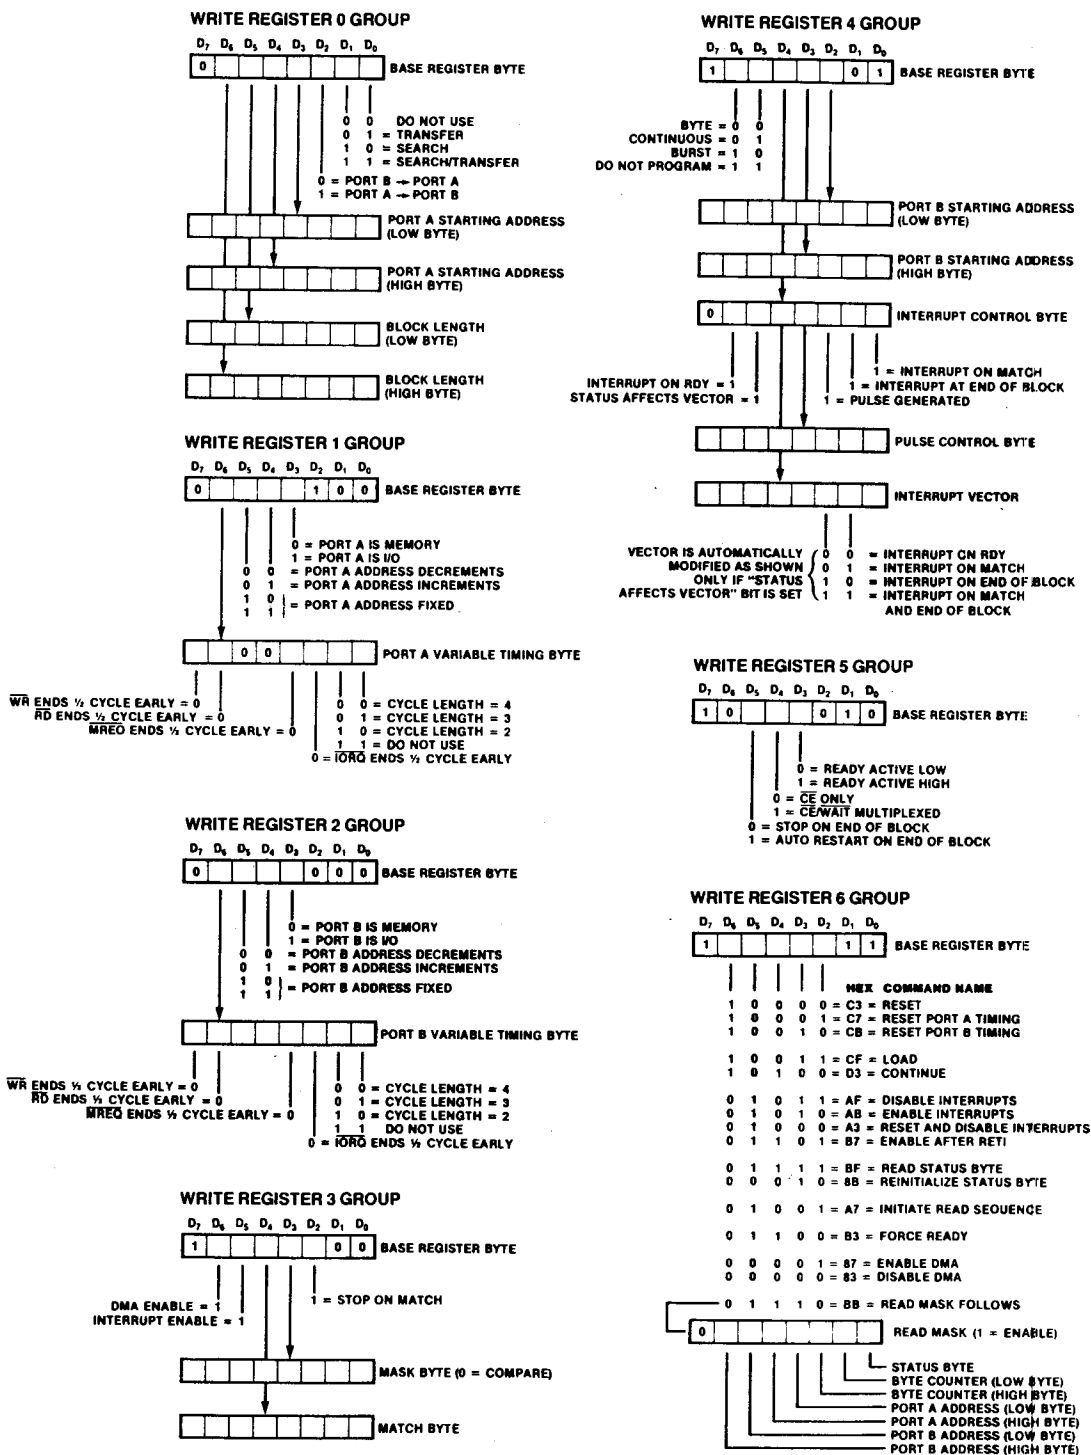 WRITE REGISTER 0 GROUP
D7 D6 D5 D4 D3 D2 D1 D0
0 BASE REGISTER BYTE
0 0 DO NOT USE
0 1 = TRANSFER
1 0 = SEARCH
1 1 = SEARCH/TRANSFER
0 = PORT B → PORT A
1 = PORT A → PORT B
PORT A STARTING ADDRESS
(LOW BYTE)
PORT A STARTING ADDRESS
(HIGH BYTE)
BLOCK LENGTH
(LOW BYTE)
BLOCK LENGTH
(HIGH BYTE)
WRITE REGISTER 1 GROUP
D7 D6 D5 D4 D3 D2 D1 D0
0 1 0 0 BASE REGISTER BYTE
0 = PORT A IS MEMORY
1 = PORT A IS I/O
0 0 = PORT A ADDRESS DECREMENTS
0 1 = PORT A ADDRESS INCREMENTS
1 0
1 1 } = PORT A ADDRESS FIXED
0 0 PORT A VARIABLE TIMING BYTE
W̅R̅ ENDS ½ CYCLE EARLY = 0
R̅D̅ ENDS ½ CYCLE EARLY = 0
M̅R̅E̅Q̅ ENDS ½ CYCLE EARLY = 0
0 0 = CYCLE LENGTH = 4
0 1 = CYCLE LENGTH = 3
1 0 = CYCLE LENGTH = 2
1 1 = DO NOT USE
0 = I̅O̅R̅Q̅ ENDS ½ CYCLE EARLY
WRITE REGISTER 2 GROUP
D7 D6 D5 D4 D3 D2 D1 D0
0 0 0 0 BASE REGISTER BYTE
0 = PORT B IS MEMORY
1 = PORT B IS I/O
0 0 = PORT B ADDRESS DECREMENTS
0 1 = PORT B ADDRESS INCREMENTS
1 0
1 1 } = PORT B ADDRESS FIXED
PORT B VARIABLE TIMING BYTE
W̅R̅ ENDS ½ CYCLE EARLY = 0
R̅D̅ ENDS ½ CYCLE EARLY = 0
M̅R̅E̅Q̅ ENDS ½ CYCLE EARLY = 0
0 0 = CYCLE LENGTH = 4
0 1 = CYCLE LENGTH = 3
1 0 = CYCLE LENGTH = 2
1 1 DO NOT USE
0 = I̅O̅R̅Q̅ ENDS ½ CYCLE EARLY
WRITE REGISTER 3 GROUP
D7 D6 D5 D4 D3 D2 D1 D0
1 0 0 BASE REGISTER BYTE
DMA ENABLE = 1
INTERRUPT ENABLE = 1
1 = STOP ON MATCH
MASK BYTE (0 = COMPARE)
MATCH BYTE
WRITE REGISTER 4 GROUP
D7 D6 D5 D4 D3 D2 D1 D0
1 0 1 BASE REGISTER BYTE
BYTE = 0 0
CONTINUOUS = 0 1
BURST = 1 0
DO NOT PROGRAM = 1 1
PORT B STARTING ADDRESS
(LOW BYTE)
PORT B STARTING ADDRESS
(HIGH BYTE)
0 INTERRUPT CONTROL BYTE
INTERRUPT ON RDY = 1
STATUS AFFECTS VECTOR = 1
1 = INTERRUPT ON MATCH
1 = INTERRUPT AT END OF BLOCK
1 = PULSE GENERATED
PULSE CONTROL BYTE
INTERRUPT VECTOR
VECTOR IS AUTOMATICALLY 0 0 = INTERRUPT ON RDY
MODIFIED AS SHOWN 0 1 = INTERRUPT ON MATCH
ONLY IF "STATUS 1 0 = INTERRUPT ON END OF BLOCK
AFFECTS VECTOR" BIT IS SET 1 1 = INTERRUPT ON MATCH
AND END OF BLOCK
WRITE REGISTER 5 GROUP
D7 D6 D5 D4 D3 D2 D1 D0
1 0 0 1 0 BASE REGISTER BYTE
0 = READY ACTIVE LOW
1 = READY ACTIVE HIGH
0 = C̅E̅ ONLY
1 = C̅E̅/W̅A̅I̅T̅ MULTIPLEXED
0 = STOP ON END OF BLOCK
1 = AUTO RESTART ON END OF BLOCK
WRITE REGISTER 6 GROUP
D7 D6 D5 D4 D3 D2 D1 D0
1 1 1 BASE REGISTER BYTE
HEX COMMAND NAME
1 0 0 0 0 = C3 = RESET
1 0 0 0 1 = C7 = RESET PORT A TIMING
1 0 0 1 0 = CB = RESET PORT B TIMING
1 0 0 1 1 = CF = LOAD
1 0 1 0 0 = D3 = CONTINUE
0 1 0 1 1 = AF = DISABLE INTERRUPTS
0 1 0 1 0 = AB = ENABLE INTERRUPTS
0 1 0 0 0 = A3 = RESET AND DISABLE INTERRUPTS
0 1 1 0 1 = B7 = ENABLE AFTER RETI
0 1 1 1 1 = BF = READ STATUS BYTE
0 0 0 1 0 = 8B = REINITIALIZE STATUS BYTE
0 1 0 0 1 = A7 = INITIATE READ SEQUENCE
0 1 1 0 0 = B3 = FORCE READY
0 0 0 0 1 = 87 = ENABLE DMA
0 0 0 0 0 = 83 = DISABLE DMA
0 1 1 1 0 = BB = READ MASK FOLLOWS
0 READ MASK (1 = ENABLE)
STATUS BYTE
BYTE COUNTER (LOW BYTE)
BYTE COUNTER (HIGH BYTE)
PORT A ADDRESS (LOW BYTE)
PORT A ADDRESS (HIGH BYTE)
PORT B ADDRESS (LOW BYTE)
PORT B ADDRESS (HIGH BYTE)